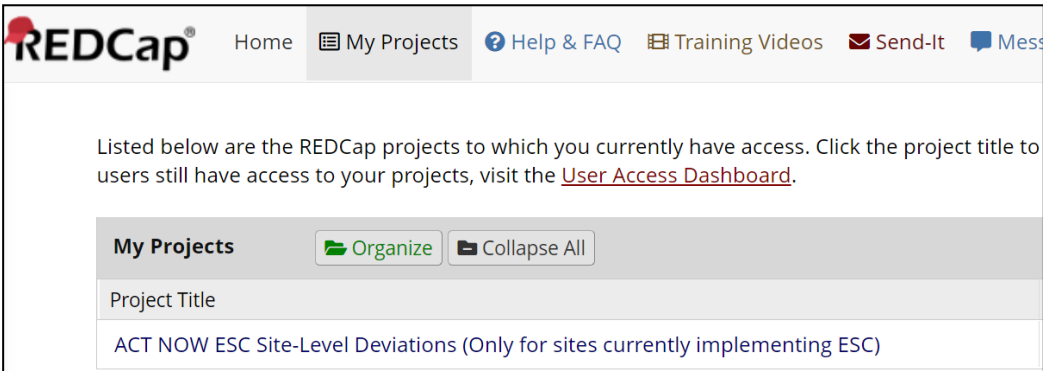 REDCap® Home My Projects Help & FAQ Training Videos Send-It Mess
Listed below are the REDCap projects to which you currently have access. Click the project title to
users still have access to your projects, visit the User Access Dashboard.
My Projects Organize Collapse All
Project Title
ACT NOW ESC Site-Level Deviations (Only for sites currently implementing ESC)